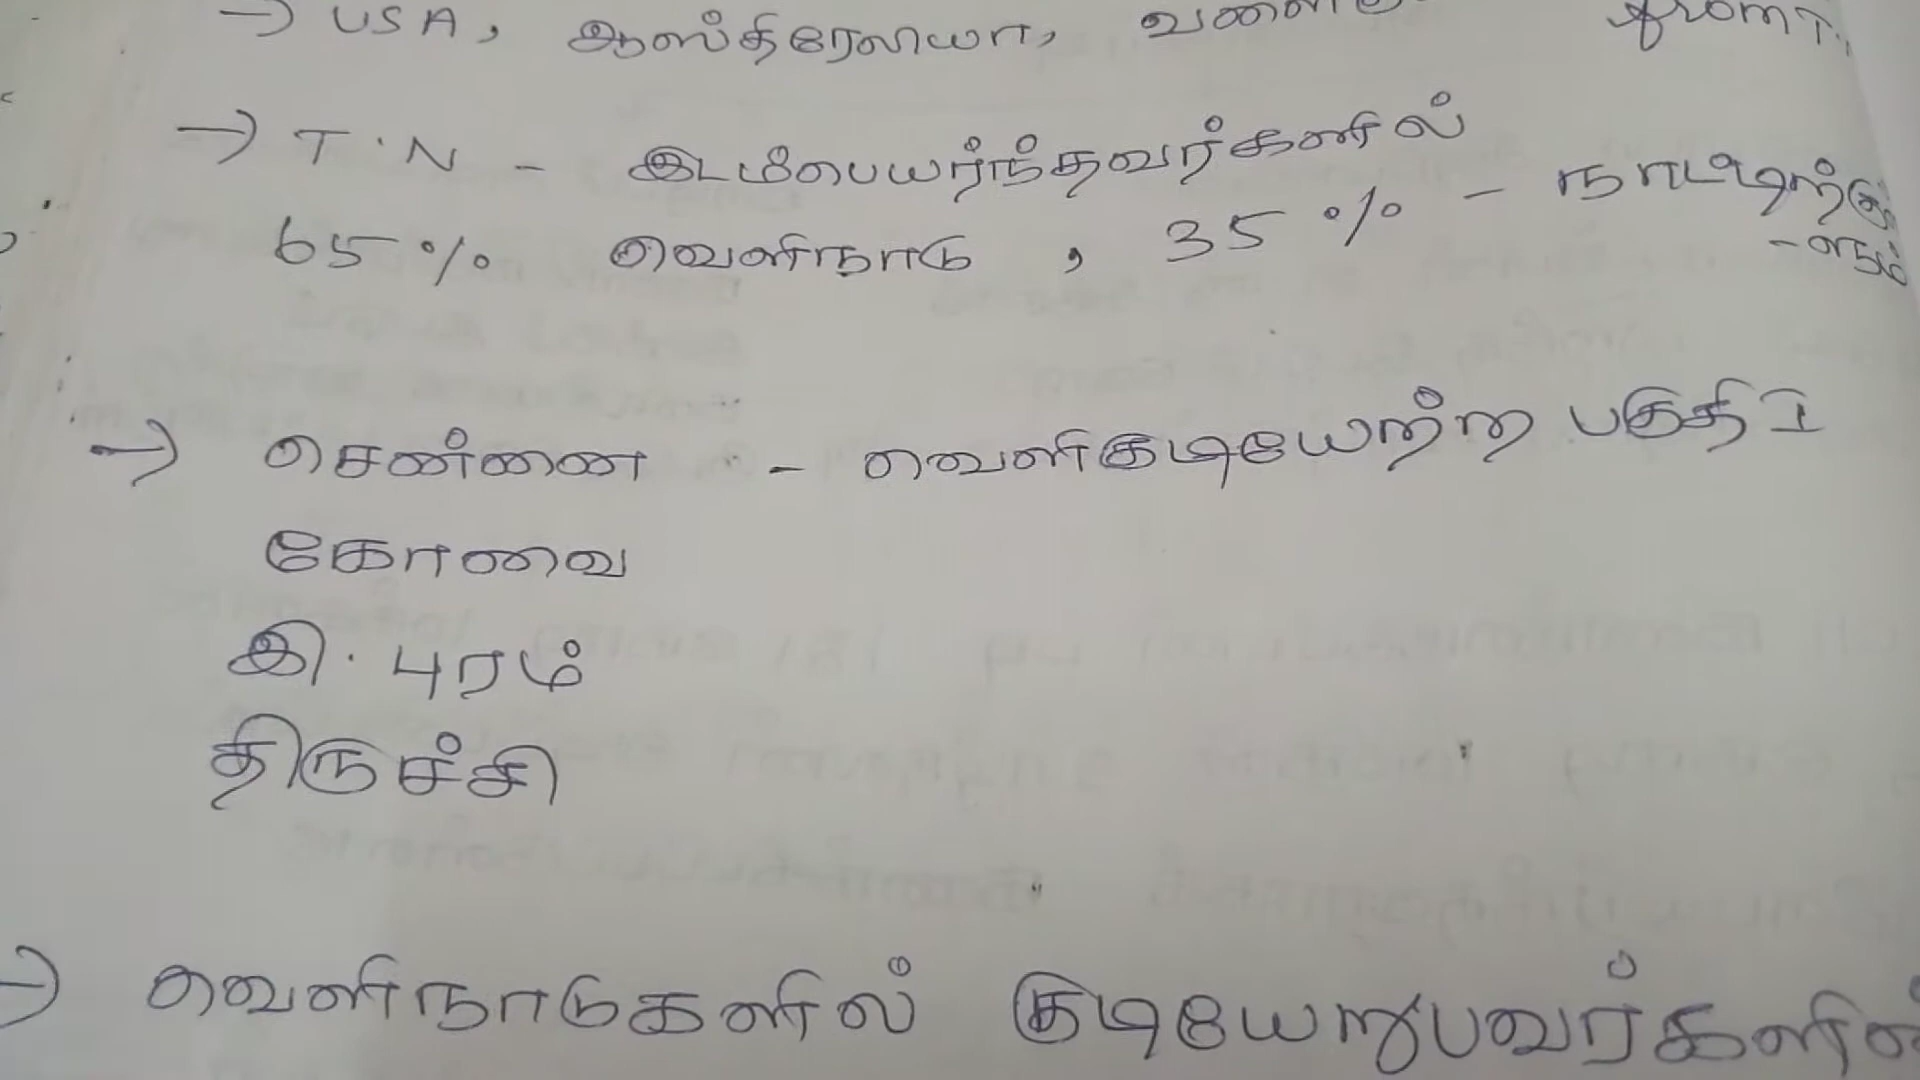 → USA, ஆஸ்திரேலியா,
→ T.N - இடம்பெயர்ந்தவர்களில்
65% வெளிநாடு, 35% - நாட்டிற்கு
சென்னை - வெளிகுடியேற்ற பகுதி I
கோவை
கி.புரம்
திருச்சி
→ வெளிநாடுகளில் குடியேறுபவர்களி